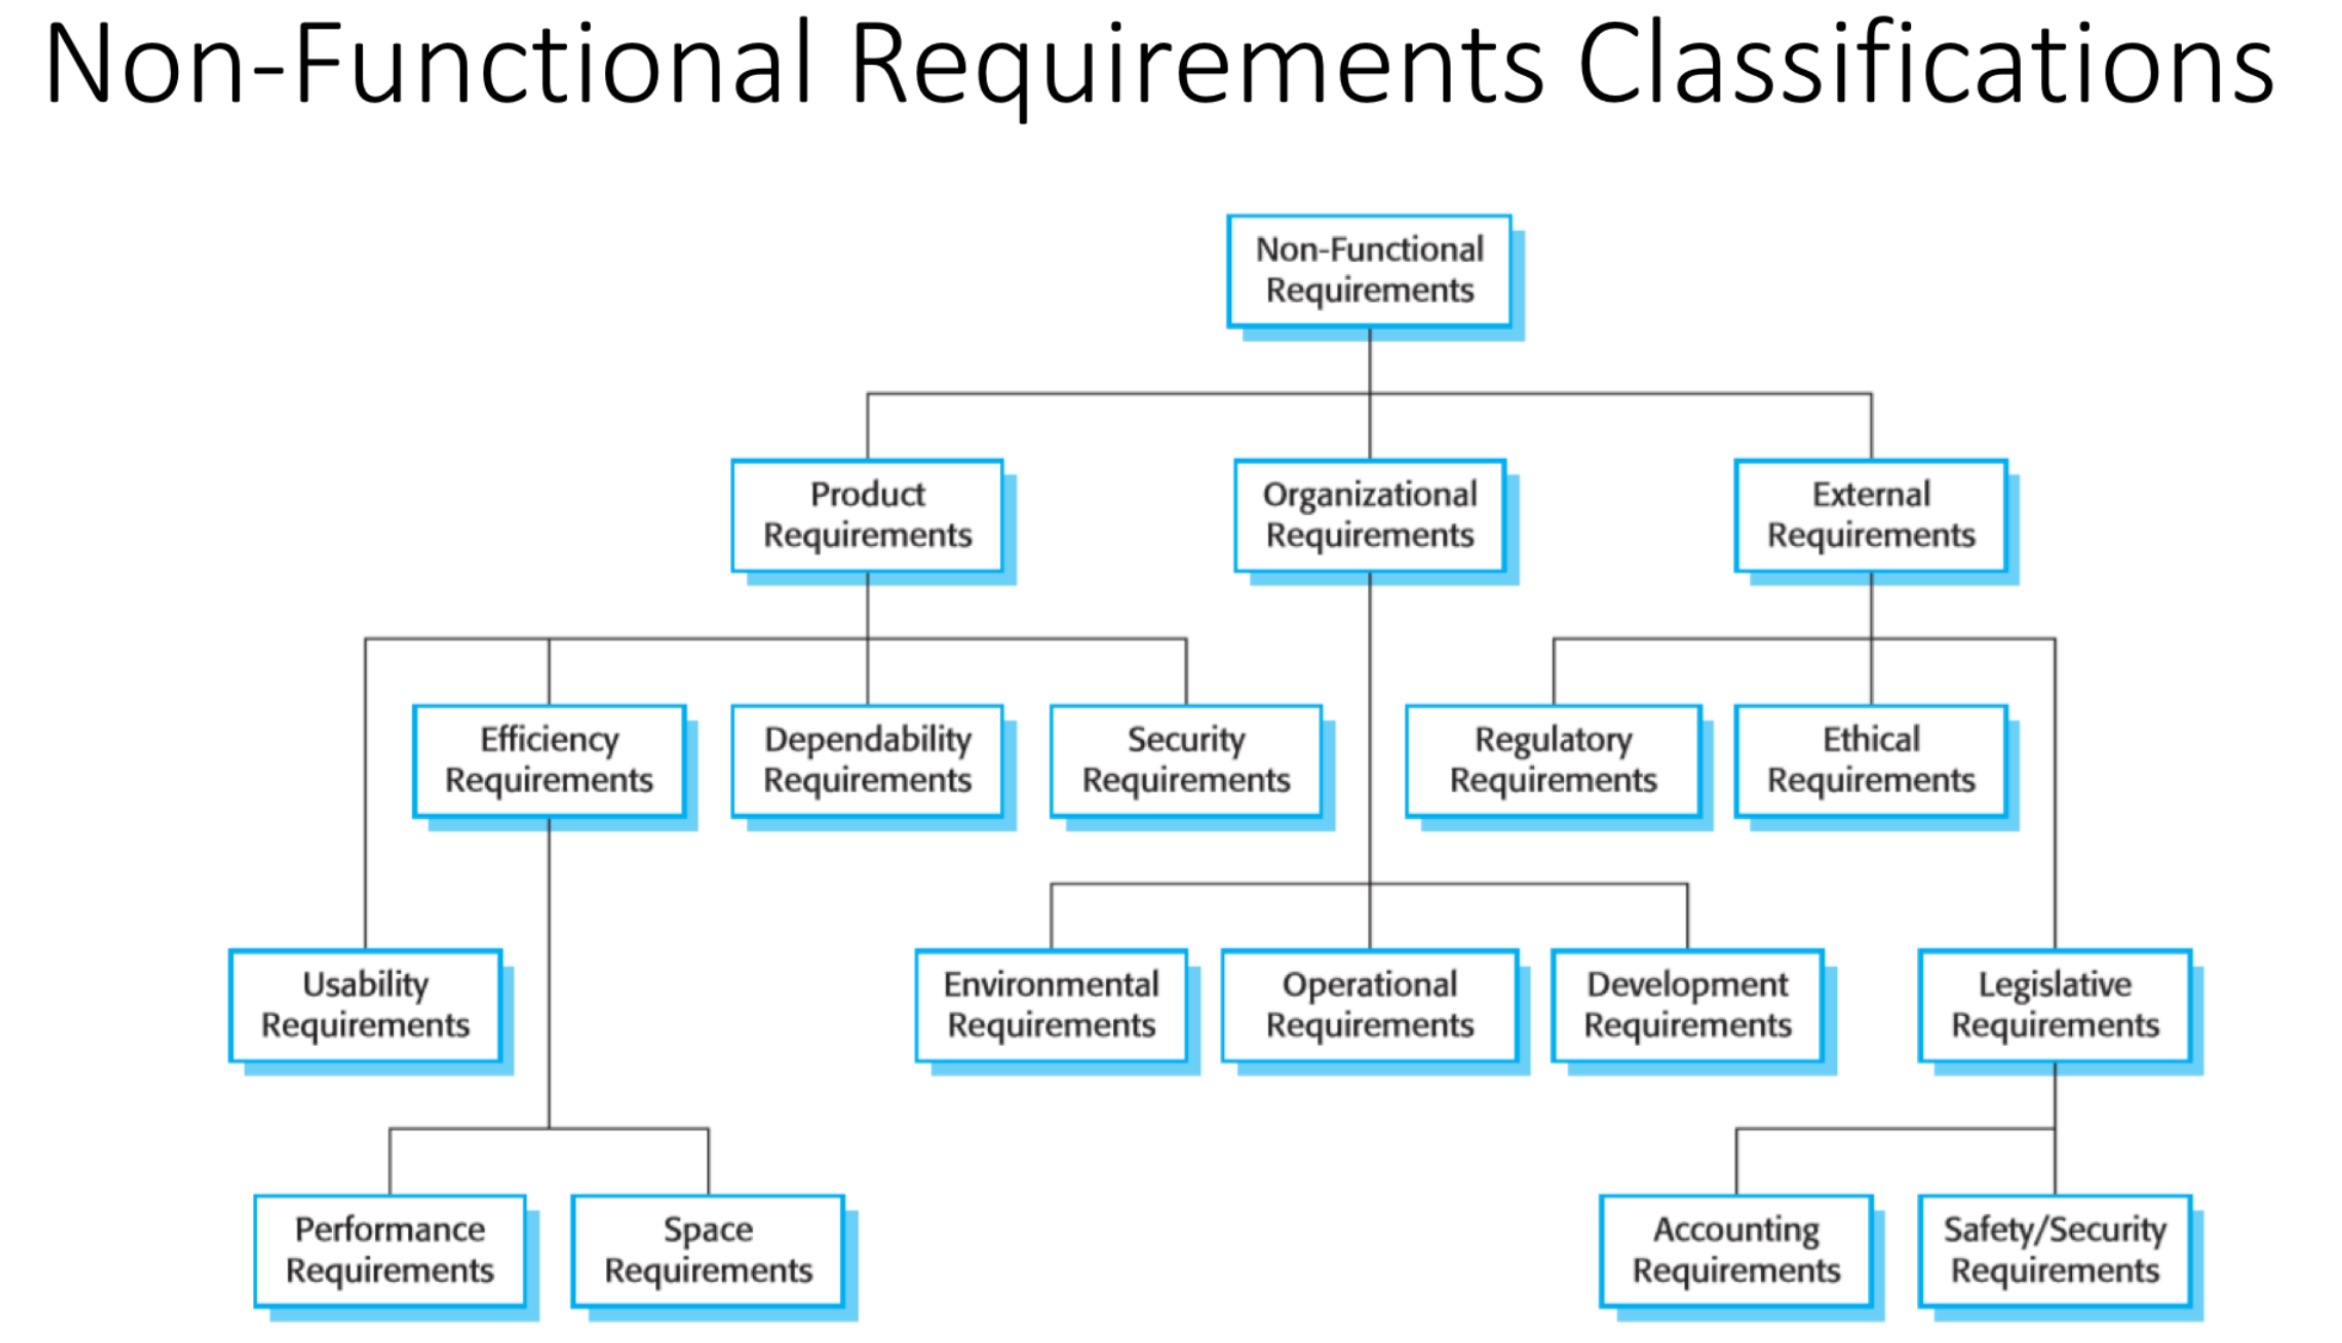 Non-Functional Requirements Classifications
Non-Functional
Requirements
Product
Requirements
Organizational
Requirements
External
Requirements
Efficiency
Requirements
Dependability
Requirements
Security
Requirements
Regulatory
Requirements
Ethical
Requirements
Usability
Requirements
Environmental
Requirements
Operational
Requirements
Development
Requirements
Legislative
Requirements
Performance
Requirements
Space
Requirements
Accounting
Requirements
Safety/Security
Requirements